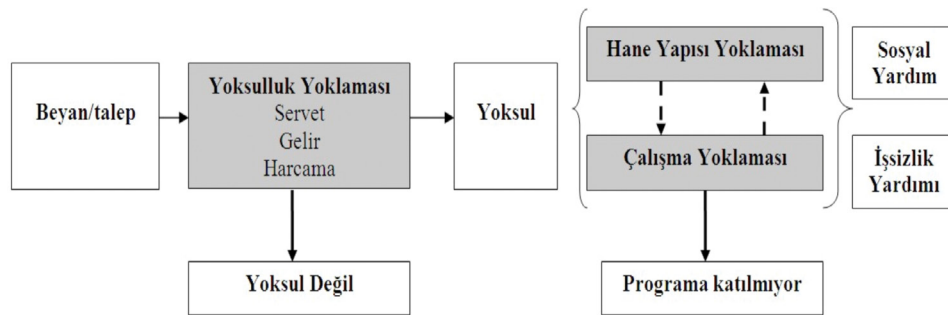 Beyan/talep
Yoksulluk Yoklaması
Servet
Gelir
Harcama
Yoksul
Hane Yapısı Yoklaması
Çalışma Yoklaması
Sosyal
Yardım
İşsizlik
Yardımı
Yoksul Değil
Programa katılmıyor